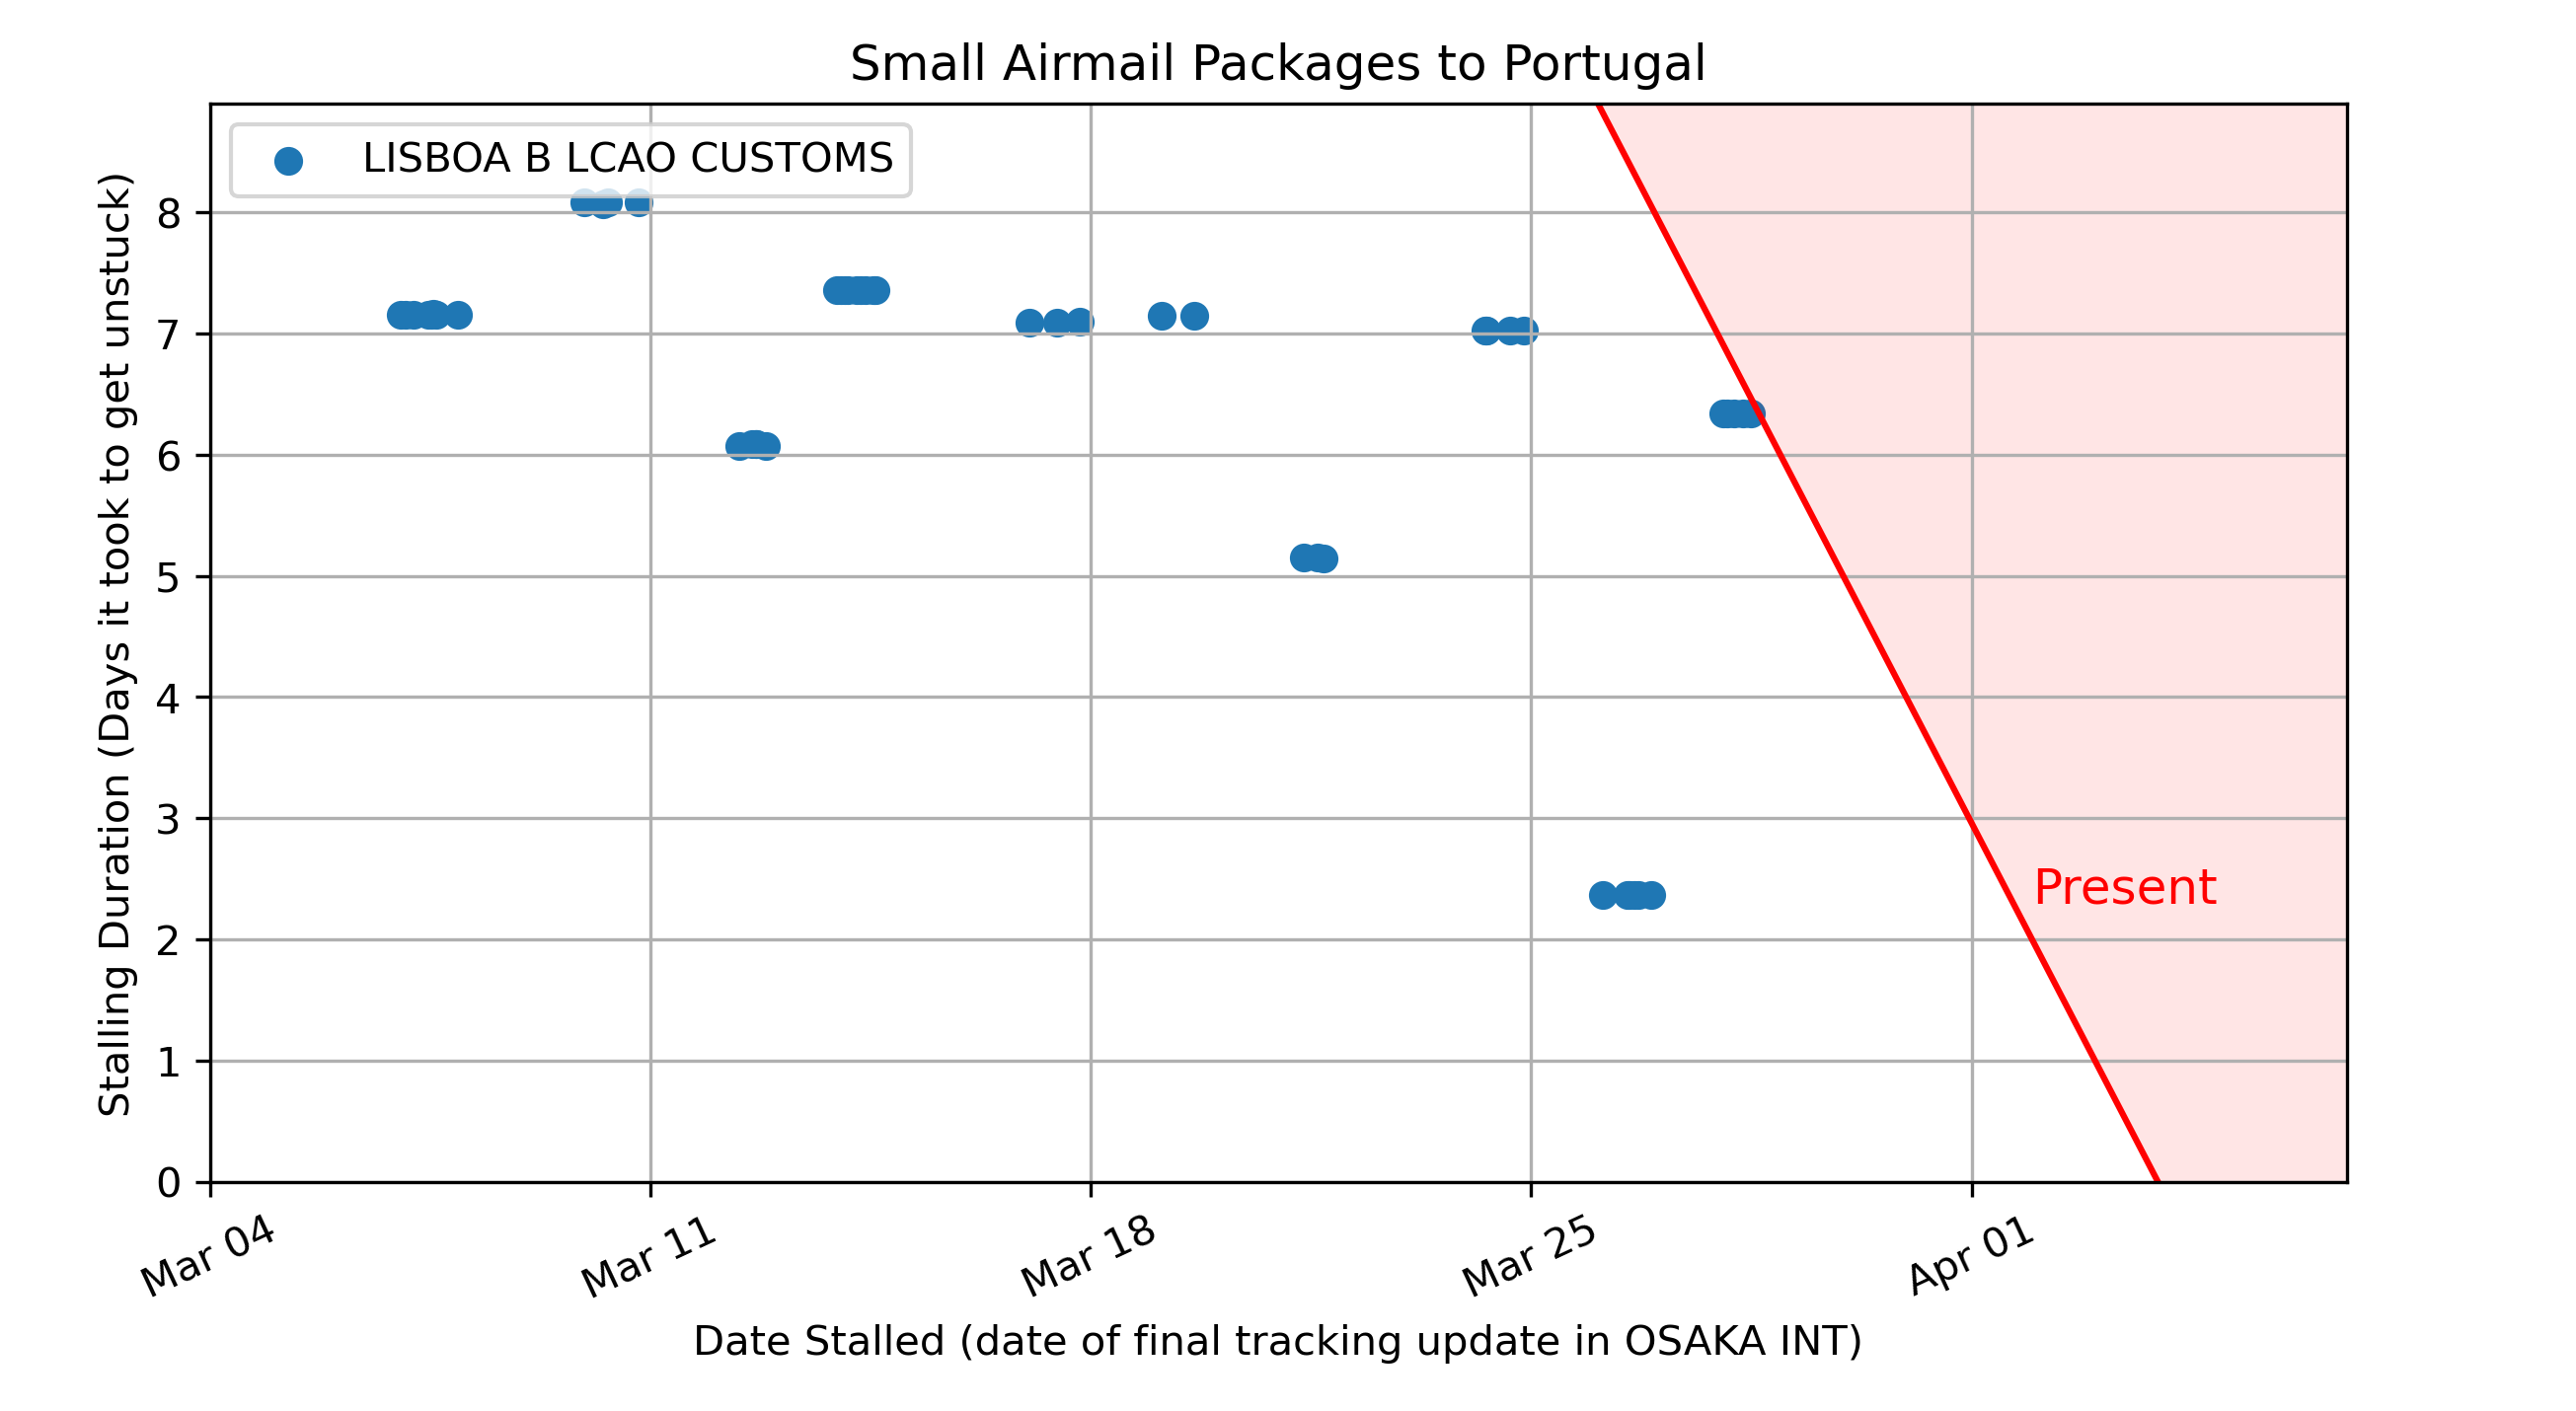 Small Airmail Packages to Portugal
LISBOA B LCAO CUSTOMS
Stalling Duration (Days it took to get unstuck)
8
7
6
5
4
3
2
1
0
Present
Mar 04
Mar 11
Mar 18
Mar 25
Apr 01
Date Stalled (date of final tracking update in OSAKA INT)